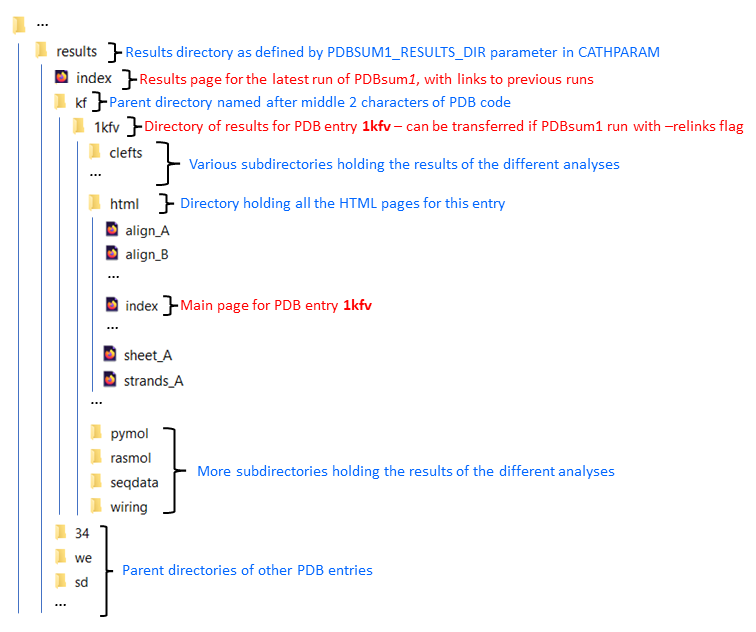 ...
results Results directory as defined by PDBSUM1_RESULTS_DIR parameter in CATHPARAM
index Results page for the latest run of PDBsum1, with links to previous runs
kf Parent directory named after middle 2 characters of PDB code
1kfv Directory of results for PDB entry 1kfv – can be transferred if PDBsum1 run with –relinks flag
clefts
Various subdirectories holding the results of the different analyses
...
html Directory holding all the HTML pages for this entry
align_A
align_B
...
index Main page for PDB entry 1kfv
...
sheet_A
strands_A
...
pymol
rasmol
More subdirectories holding the results of the different analyses
seqdata
wiring
34
we
Parent directories of other PDB entries
sd
...